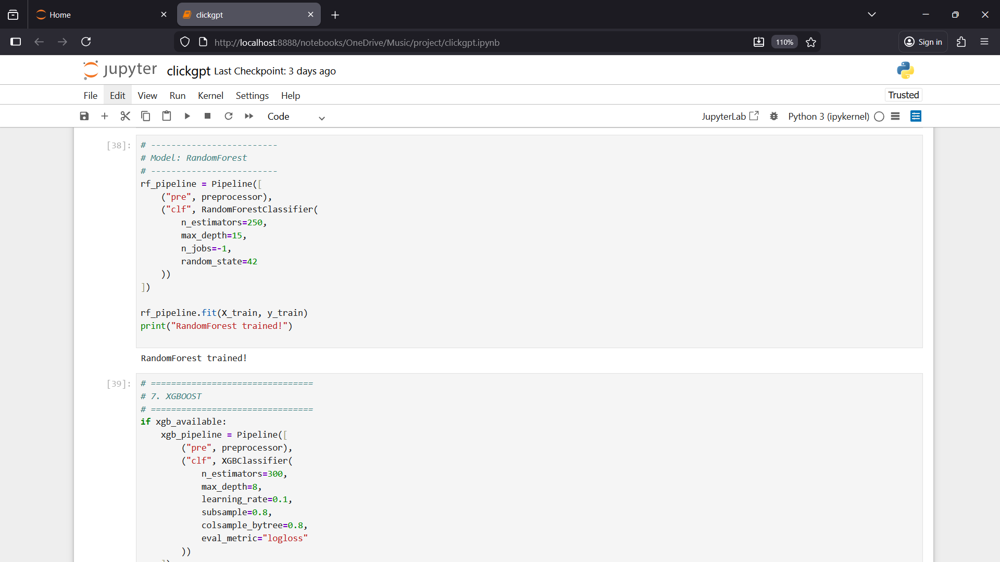 Home
clickgpt
http://localhost:8888/notebooks/OneDrive/Music/project/clickgpt.ipynb
110%
Sign in
jupyter clickgpt Last Checkpoint: 3 days ago
File Edit View Run Kernel Settings Help
Trusted
Code
JupyterLab
Python 3 (ipykernel)
[38]:
# -------------------------
# Model: RandomForest
# -------------------------
rf_pipeline = Pipeline([
    ("pre", preprocessor),
    ("clf", RandomForestClassifier(
        n_estimators=250,
        max_depth=15,
        n_jobs=-1,
        random_state=42
    ))
])
rf_pipeline.fit(X_train, y_train)
print("RandomForest trained!")
RandomForest trained!
[39]:
# ================================
# 7. XGBOOST
# ================================
if xgb_available:
    xgb_pipeline = Pipeline([
        ("pre", preprocessor),
        ("clf", XGBClassifier(
            n_estimators=300,
            max_depth=8,
            learning_rate=0.1,
            subsample=0.8,
            colsample_bytree=0.8,
            eval_metric="logloss"
        ))
    ])